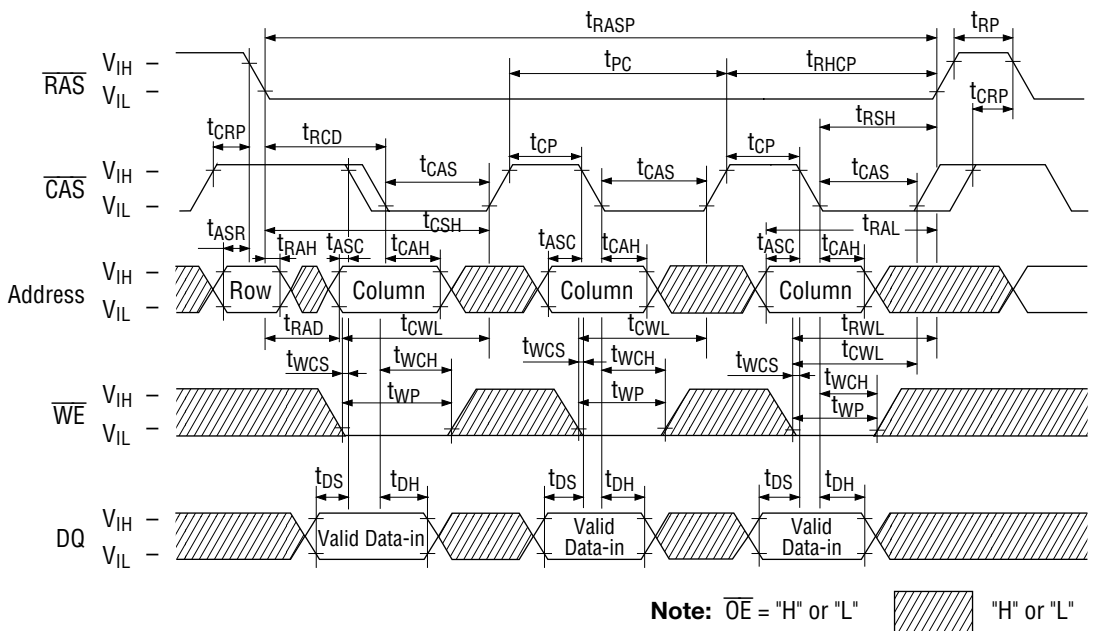 tRASP
tRP
VIH
tPC
tRHCP
RAS
VIL
tCRP
tRSH
tCRP
tRCD
tCP
tCP
VIH
tCAS
tCAS
tCAS
CAS
VIL
tCSH
tRAL
tASR
tRAH
tASC
tCAH
tASC
tCAH
tASC
tCAH
VIH
Address
Row
Column
Column
Column
VIL
tRAD
tCWL
tCWL
tRWL
tWCS
tWCH
tWCS
tWCH
tWCS
tCWL
tWCH
VIH
tWP
tWP
tWP
WE
VIL
tDS
tDH
tDS
tDH
tDS
tDH
VIH
DQ
Valid Data-in
Valid
Data-in
Valid
Data-in
VIL
Note: OE = "H" or "L"
"H" or "L"